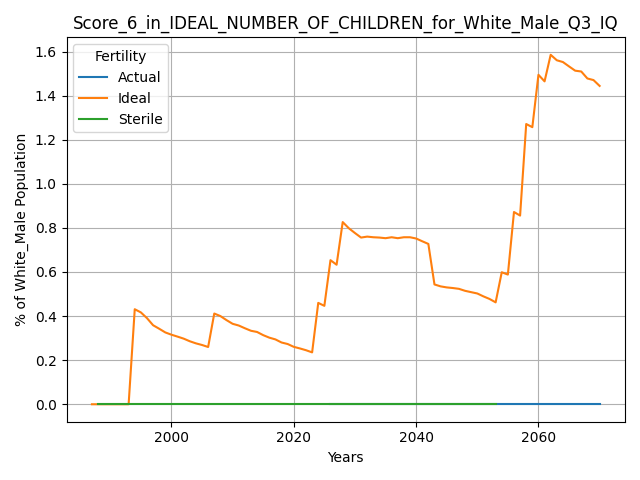 Score_6_in_IDEAL_NUMBER_OF_CHILDREN_for_White_Male_Q3_IQ
Fertility
Actual
Ideal
Sterile
% of White_Male Population
1.6
1.4
1.2
1.0
0.8
0.6
0.4
0.2
0.0
2000 2020 2040 2060
Years